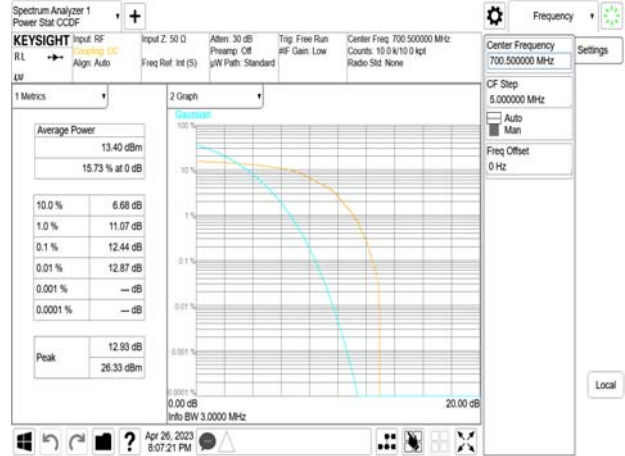 Spectrum Analyzer 1
Power Stat CCDF
+
Frequency
KEYSIGHT
RL
Input: RF
Coupling: DC
Align: Auto
Input Z: 50 Ω
Freq Ref: Int (S)
Atten: 30 dB
Preamp: Off
µW Path: Standard
Trig: Free Run
#IF Gain: Low
Center Freq: 700.500000 MHz
Counts: 10.0 k/10.0 kpt
Radio Std: None
Center Frequency
700.500000 MHz
Settings
CF Step
5.000000 MHz
Auto
Man
Freq Offset
0 Hz
Local
1 Metrics
Average Power
13.40 dBm
15.73 % at 0 dB
10.0 % 6.68 dB
1.0 % 11.07 dB
0.1 % 12.44 dB
0.01 % 12.87 dB
0.001 % --- dB
0.0001 % --- dB
Peak 12.93 dB
26.33 dBm
2 Graph
Gaussian
100 %
10 %
1 %
0.1 %
0.01 %
0.001 %
0.0001 %
0.00 dB 20.00 dB
Info BW 3.0000 MHz
?
Apr 26, 2023
8:07:21 PM